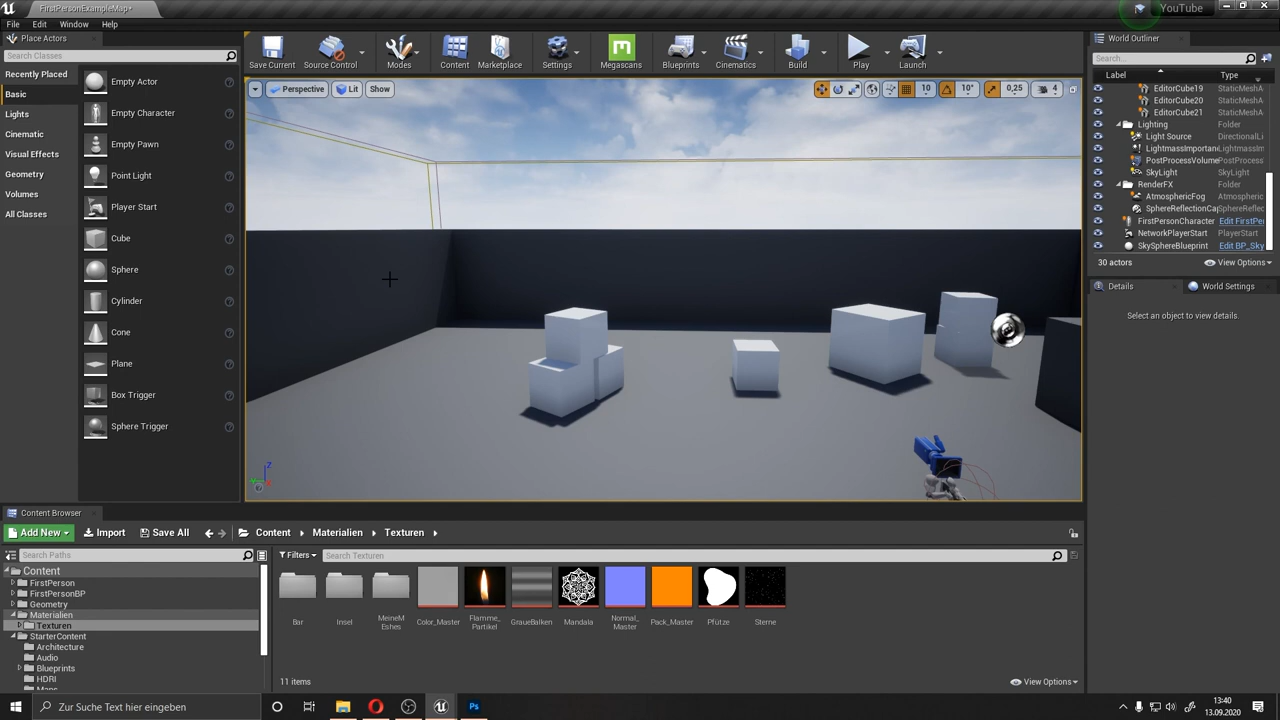 FirstPersonExampleMap*
YouTube
File Edit Window Help
Place Actors
World Outliner
Search Classes
Save Current
Source Control
Modes
Content
Marketplace
Settings
Megascans
Blueprints
Cinematics
Build
Play
Launch
Search...
Label
Type
Recently Placed
Basic
Lights
Cinematic
Visual Effects
Geometry
Volumes
All Classes
Empty Actor
Empty Character
Empty Pawn
Point Light
Player Start
Cube
Sphere
Cylinder
Cone
Plane
Box Trigger
Sphere Trigger
Perspective
Lit
Show
10
10°
0,25
4
Z
EditorCube19 StaticMeshA
EditorCube20 StaticMeshA
EditorCube21 StaticMeshA
Lighting Folder
Light Source DirectionalL
LightmassImportan LightmassIm
PostProcessVolume PostProcess
SkyLight SkyLight
RenderFX Folder
AtmosphericFog Atmospheric
SphereReflectionCap SphereReflec
FirstPersonCharacter Edit FirstPer
NetworkPlayerStart PlayerStart
SkySphereBlueprint Edit BP_Sky
30 actors
View Options
Details
World Settings
Select an object to view details.
Content Browser
Add New
Import
Save All
Content
Materialien
Texturen
Search Paths
Filters
Search Texturen
Content
FirstPerson
FirstPersonBP
Geometry
Materialien
Texturen
StarterContent
Architecture
Audio
Blueprints
HDRI
Maps
Bar
Insel
MeineM
Eshes
Color_Master
Flamme_
Partikel
GraueBalken
Mandala
Normal_
Master
Pack_Master
Pfütze
Sterne
11 items
View Options
Zur Suche Text hier eingeben
Ps
13:40
13.09.2020